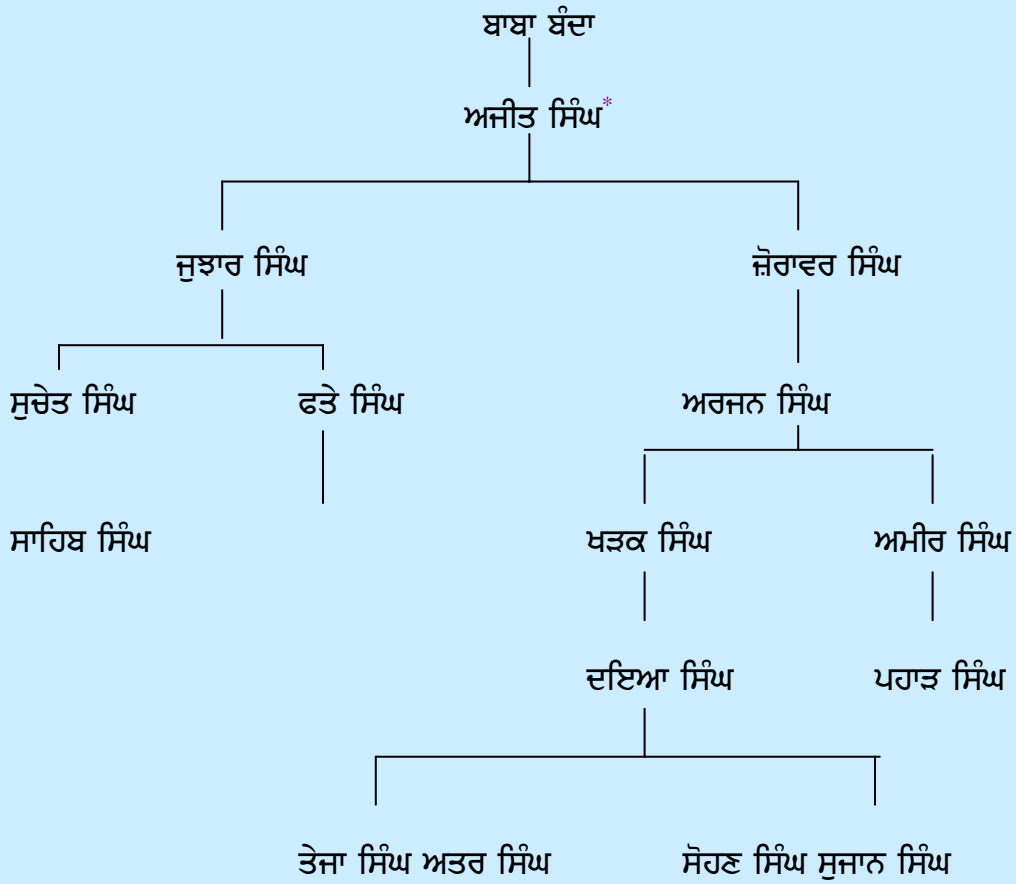 ਬਾਬਾ ਬੰਦਾ
ਅਜੀਤ ਸਿੰਘ*
ਜੁਝਾਰ ਸਿੰਘ ਜ਼ੋਰਾਵਰ ਸਿੰਘ
ਸੁਚੇਤ ਸਿੰਘ ਫਤੇ ਸਿੰਘ ਅਰਜਨ ਸਿੰਘ
ਸਾਹਿਬ ਸਿੰਘ ਖੜਕ ਸਿੰਘ ਅਮੀਰ ਸਿੰਘ
ਦਇਆ ਸਿੰਘ ਪਹਾੜ ਸਿੰਘ
ਤੇਜਾ ਸਿੰਘ ਅਤਰ ਸਿੰਘ ਸੋਹਣ ਸਿੰਘ ਸੁਜਾਨ ਸਿੰਘ